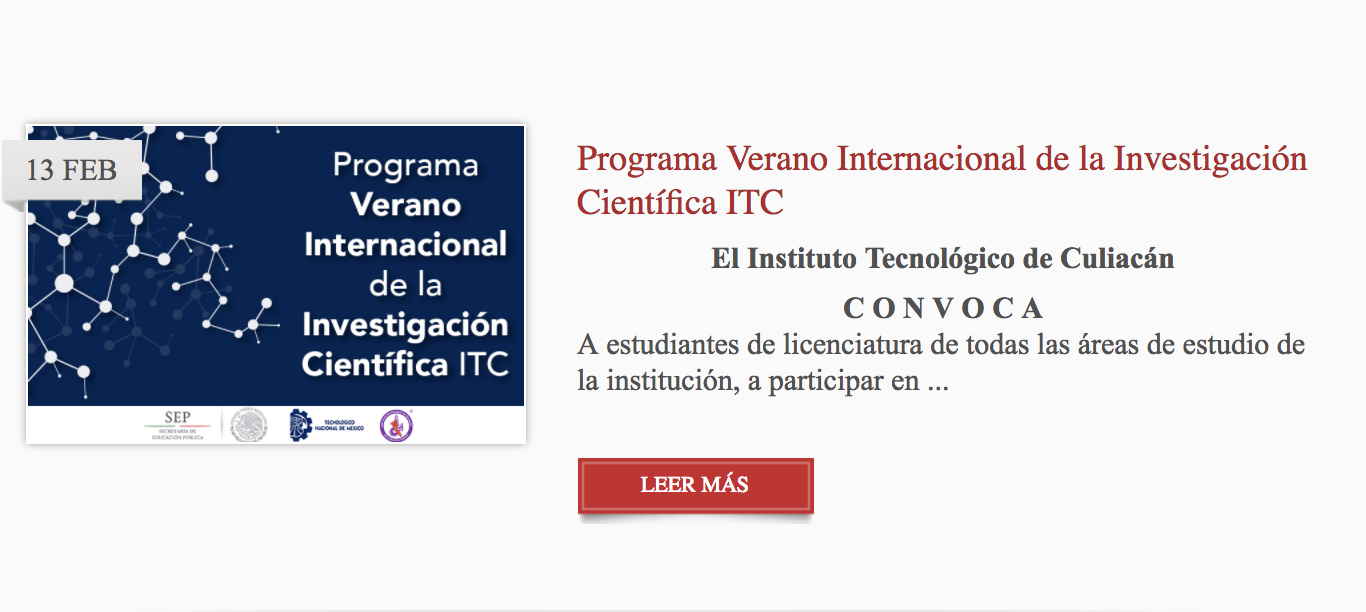 13 FEB
Programa
Verano
Internacional
de la
Investigación
Científica ITC
SEP
SECRETARÍA DE
EDUCACIÓN PÚBLICA
TECNOLÓGICO
NACIONAL DE MÉXICO
Programa Verano Internacional de la Investigación
Científica ITC
El Instituto Tecnológico de Culiacán
C O N V O C A
A estudiantes de licenciatura de todas las áreas de estudio de
la institución, a participar en ...
LEER MÁS